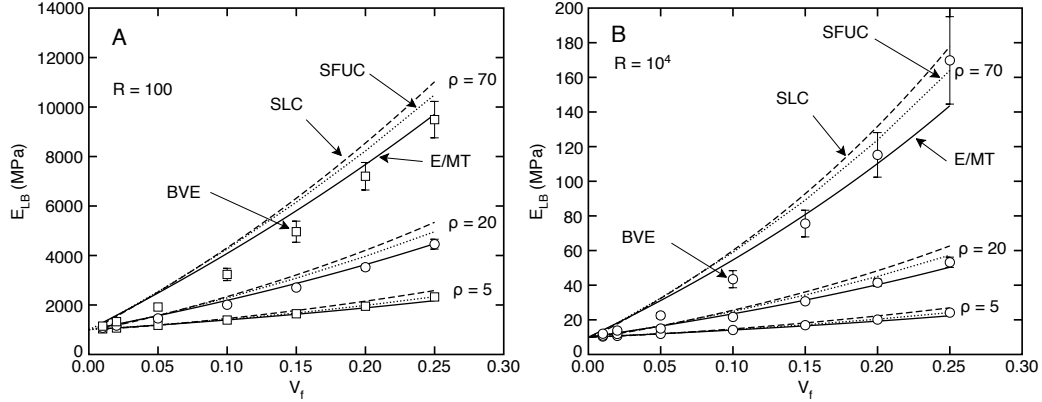 14000
12000
10000
8000
6000
4000
2000
0
E_LB (MPa)
A
R = 100
SFUC
SLC
BVE
E/MT
ρ = 70
ρ = 20
ρ = 5
0.00 0.05 0.10 0.15 0.20 0.25 0.30
V_f
200
180
160
140
120
100
80
60
40
20
0
E_LB (MPa)
B
R = 10⁴
SFUC
SLC
BVE
E/MT
ρ = 70
ρ = 20
ρ = 5
0.00 0.05 0.10 0.15 0.20 0.25 0.30
V_f